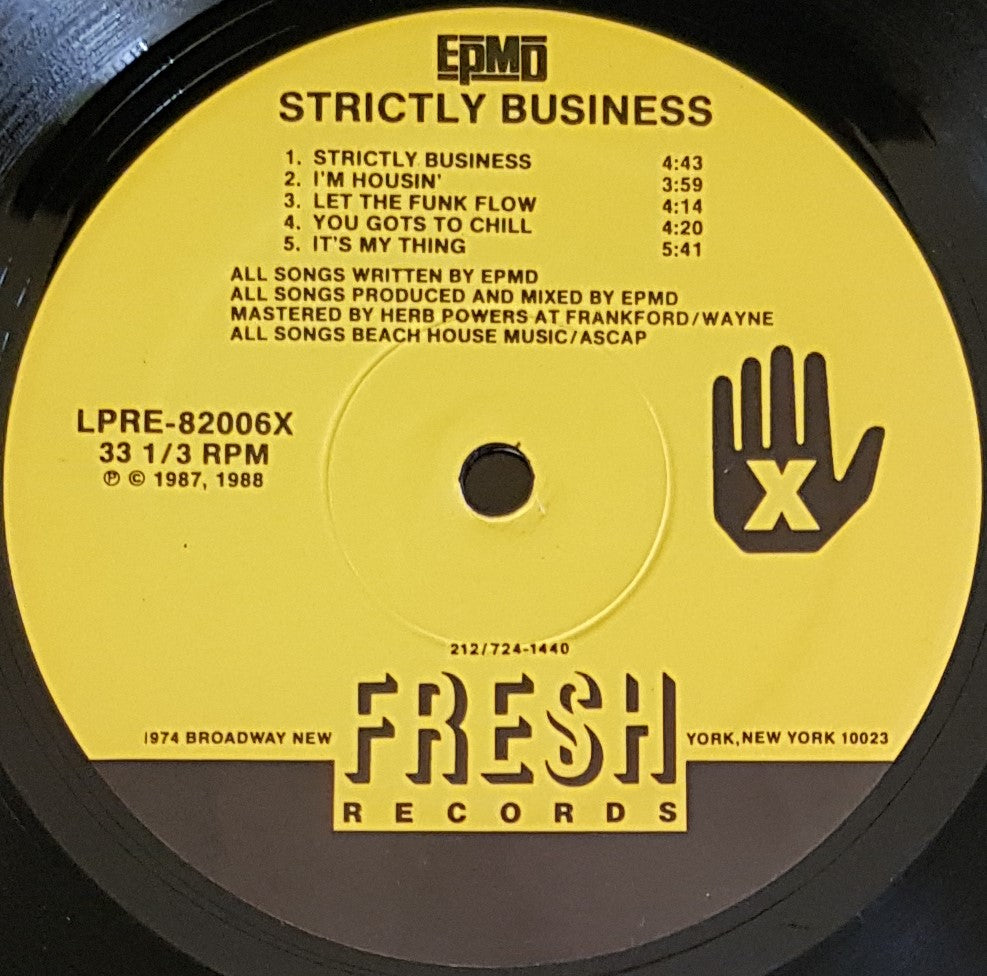 EPMD
STRICTLY BUSINESS
1. STRICTLY BUSINESS 4:43
2. I'M HOUSIN' 3:59
3. LET THE FUNK FLOW 4:14
4. YOU GOTS TO CHILL 4:20
5. IT'S MY THING 5:41
ALL SONGS WRITTEN BY EPMD
ALL SONGS PRODUCED AND MIXED BY EPMD
MASTERED BY HERB POWERS AT FRANKFORD/WAYNE
ALL SONGS BEACH HOUSE MUSIC/ASCAP
LPRE-82006X
33 1/3 RPM
℗ © 1987, 1988
X
212/724-1440
FRESH
1974 BROADWAY NEW YORK, NEW YORK 10023
RECORDS